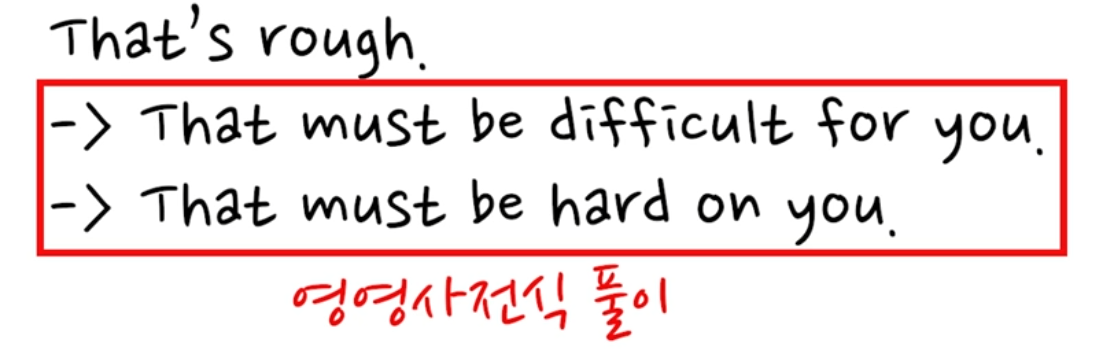 That's rough.
-> That must be difficult for you.
-> That must be hard on you.
영영사전식 풀이